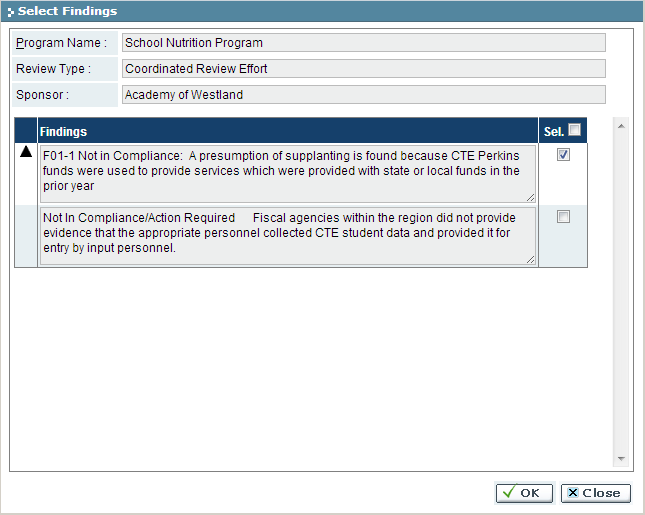 Select Findings
Program Name : School Nutrition Program
Review Type : Coordinated Review Effort
Sponsor : Academy of Westland
Findings Sel.
F01-1 Not in Compliance:  A presumption of supplanting is found because CTE Perkins
funds were used to provide services which were provided with state or local funds in the
prior year
Not In Compliance/Action Required     Fiscal agencies within the region did not provide
evidence that the appropriate personnel collected CTE student data and provided it for
entry by input personnel.
OK Close